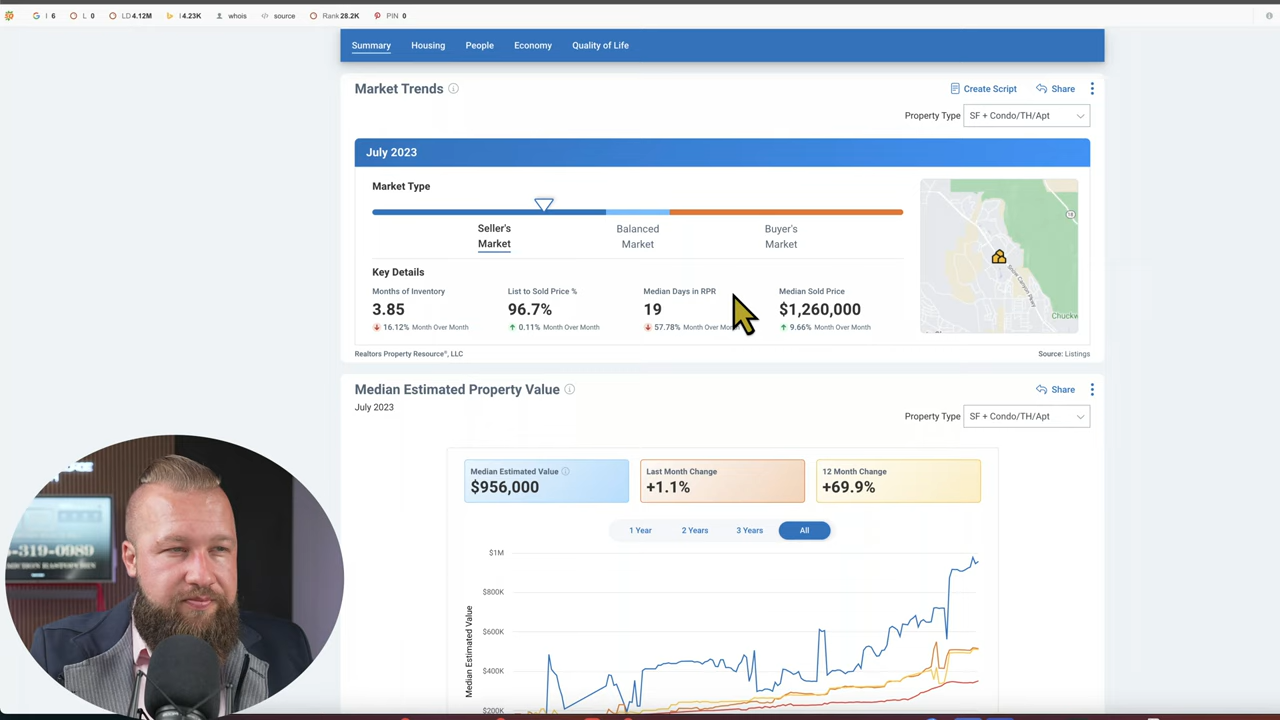 I 6 L 0 LD 4.12M I 4.23K whois source Rank 28.2K PIN 0
Summary Housing People Economy Quality of Life
Market Trends
Create Script Share
Property Type SF + Condo/TH/Apt
July 2023
Market Type
Seller's Market
Balanced Market
Buyer's Market
Key Details
Months of Inventory
3.85
16.12% Month Over Month
List to Sold Price %
96.7%
0.11% Month Over Month
Median Days in RPR
19
57.78% Month Over
Median Sold Price
$1,260,000
9.66% Month Over Month
Snow Canyon Pkwy
Chuckw
Realtors Property Resource®, LLC
Source: Listings
Median Estimated Property Value
Share
July 2023
Property Type SF + Condo/TH/Apt
Median Estimated Value
$956,000
Last Month Change
+1.1%
12 Month Change
+69.9%
1 Year 2 Years 3 Years All
$1M
$800K
$600K
$400K
$200K
Median Estimated Value
-319-0989